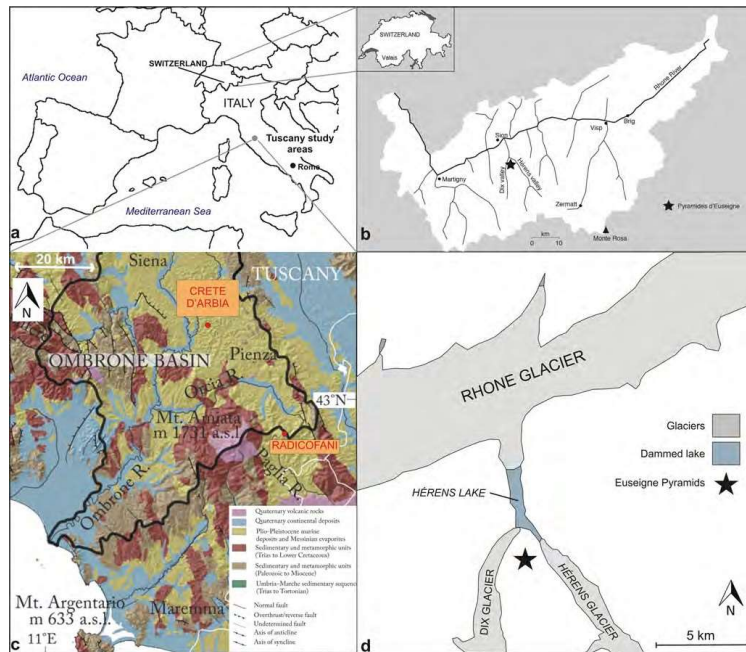 Atlantic Ocean
SWITZERLAND
ITALY
Tuscany study
areas
Rome
Mediterranean Sea
a
SWITZERLAND
Valais
Rhone River
Brig
Visp
Sion
Martigny
Dix valley
Hérens valley
Zermatt
Pyramides d'Euseigne
km
0 10
Monte Rosa
b
20 km
Siena
TUSCANY
CRETE
D'ARBIA
N
OMBRONE BASIN
Pienza
Orcia R.
43°N
Mt. Amiata
m 1731 a.s.l.
RADICOFANI
Paglia R.
Ombrone R.
Quaternary volcanic rocks
Quaternary continental deposits
Plio-Pleistocene marine
deposits and Messinian evaporites
Sedimentary and metamorphic units
(Trias to Lower Cretaceous)
Sedimentary and metamorphic units
(Paleozoic to Miocene)
Umbria-Marche sedimentary sequence
(Trias to Tortonian)
Normal fault
Overthrust/reverse fault
Undetermined fault
Axis of anticline
Axis of syncline
Mt. Argentario
m 633 a.s.l.
Maremma
11°E
c
N
RHONE GLACIER
Glaciers
Dammed lake
Euseigne Pyramids
HÉRENS LAKE
DIX GLACIER
HÉRENS GLACIER
5 km
d